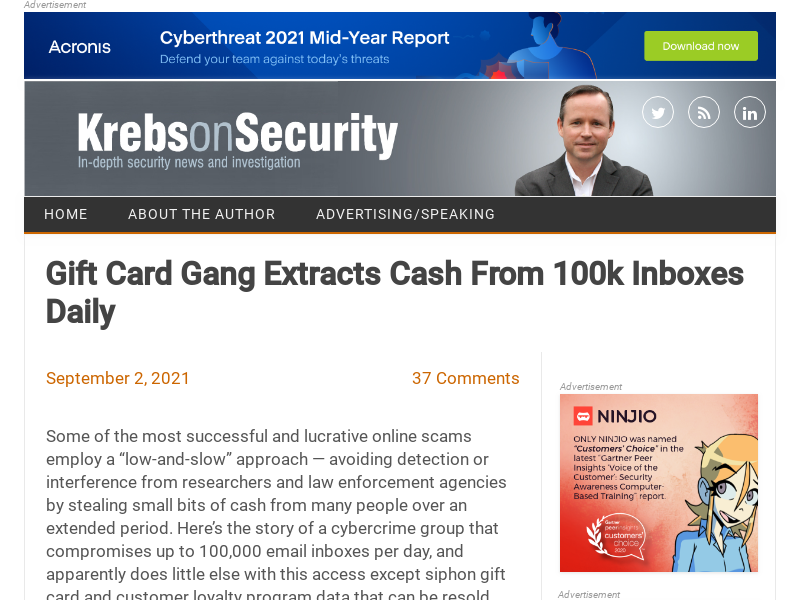 Advertisement
Acronis
Cyberthreat 2021 Mid-Year Report
Defend your team against today's threats
Download now
KrebsonSecurity
In-depth security news and investigation
HOME
ABOUT THE AUTHOR
ADVERTISING/SPEAKING
Gift Card Gang Extracts Cash From 100k Inboxes
Daily
September 2, 2021
37 Comments
Some of the most successful and lucrative online scams
employ a “low-and-slow” approach — avoiding detection or
interference from researchers and law enforcement agencies
by stealing small bits of cash from many people over an
extended period. Here’s the story of a cybercrime group that
compromises up to 100,000 email inboxes per day, and
apparently does little else with this access except siphon gift
card and customer loyalty program data that can be resold
Advertisement
NINJIO
ONLY NINJIO was named
"Customers' Choice" in the
latest "Gartner Peer
Insights 'Voice of the
Customer': Security
Awareness Computer-
Based Training" report.
Gartner
peerinsights
customers'
choice
2020
Advertisement